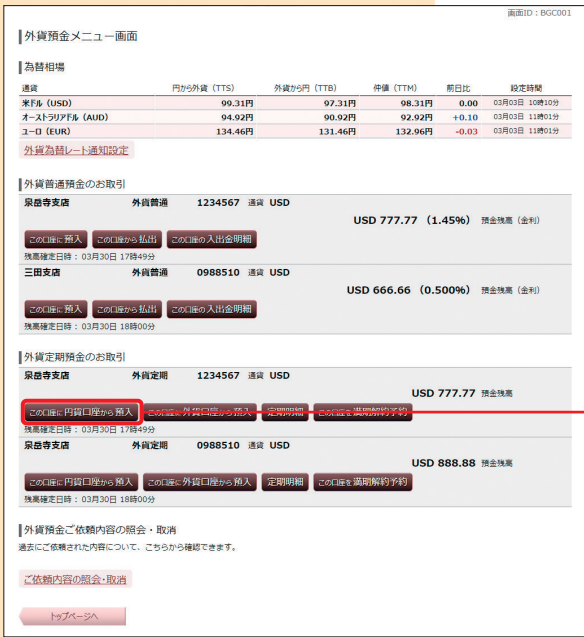 画面ID：BGC001
外貨預金メニュー画面
為替相場
通貨 円から外貨（TTS） 外貨から円（TTB） 仲値（TTM） 前日比 設定時間
米ドル（USD） 99.31円 97.31円 98.31円 0.00 03月03日 10時10分
オーストラリアドル（AUD） 94.92円 90.92円 92.92円 +0.10 03月03日 11時01分
ユーロ（EUR） 134.46円 131.46円 132.96円 -0.03 03月03日 11時01分
外貨為替レート通知設定
外貨普通預金のお取引
泉岳寺支店 外貨普通 1234567 通貨 USD
USD 777.77（1.45%） 預金残高（金利）
この口座に預入 この口座から払出 この口座の入出金明細
残高確定日時：03月30日 17時49分
三田支店 外貨普通 0988510 通貨 USD
USD 666.66（0.500%） 預金残高（金利）
この口座に預入 この口座から払出 この口座の入出金明細
残高確定日時：03月30日 18時00分
外貨定期預金のお取引
泉岳寺支店 外貨定期 1234567 通貨 USD
USD 777.77 預金残高
この口座に円貨口座から預入 この口座に外貨口座から預入 定期明細 この口座を満期解約予約
残高確定日時：03月30日 17時49分
泉岳寺支店 外貨定期 0988510 通貨 USD
USD 888.88 預金残高
この口座に円貨口座から預入 この口座に外貨口座から預入 定期明細 この口座を満期解約予約
残高確定日時：03月30日 18時00分
外貨預金ご依頼内容の照会・取消
過去にご依頼された内容について、こちらから確認できます。
ご依頼内容の照会・取消
トップページへ